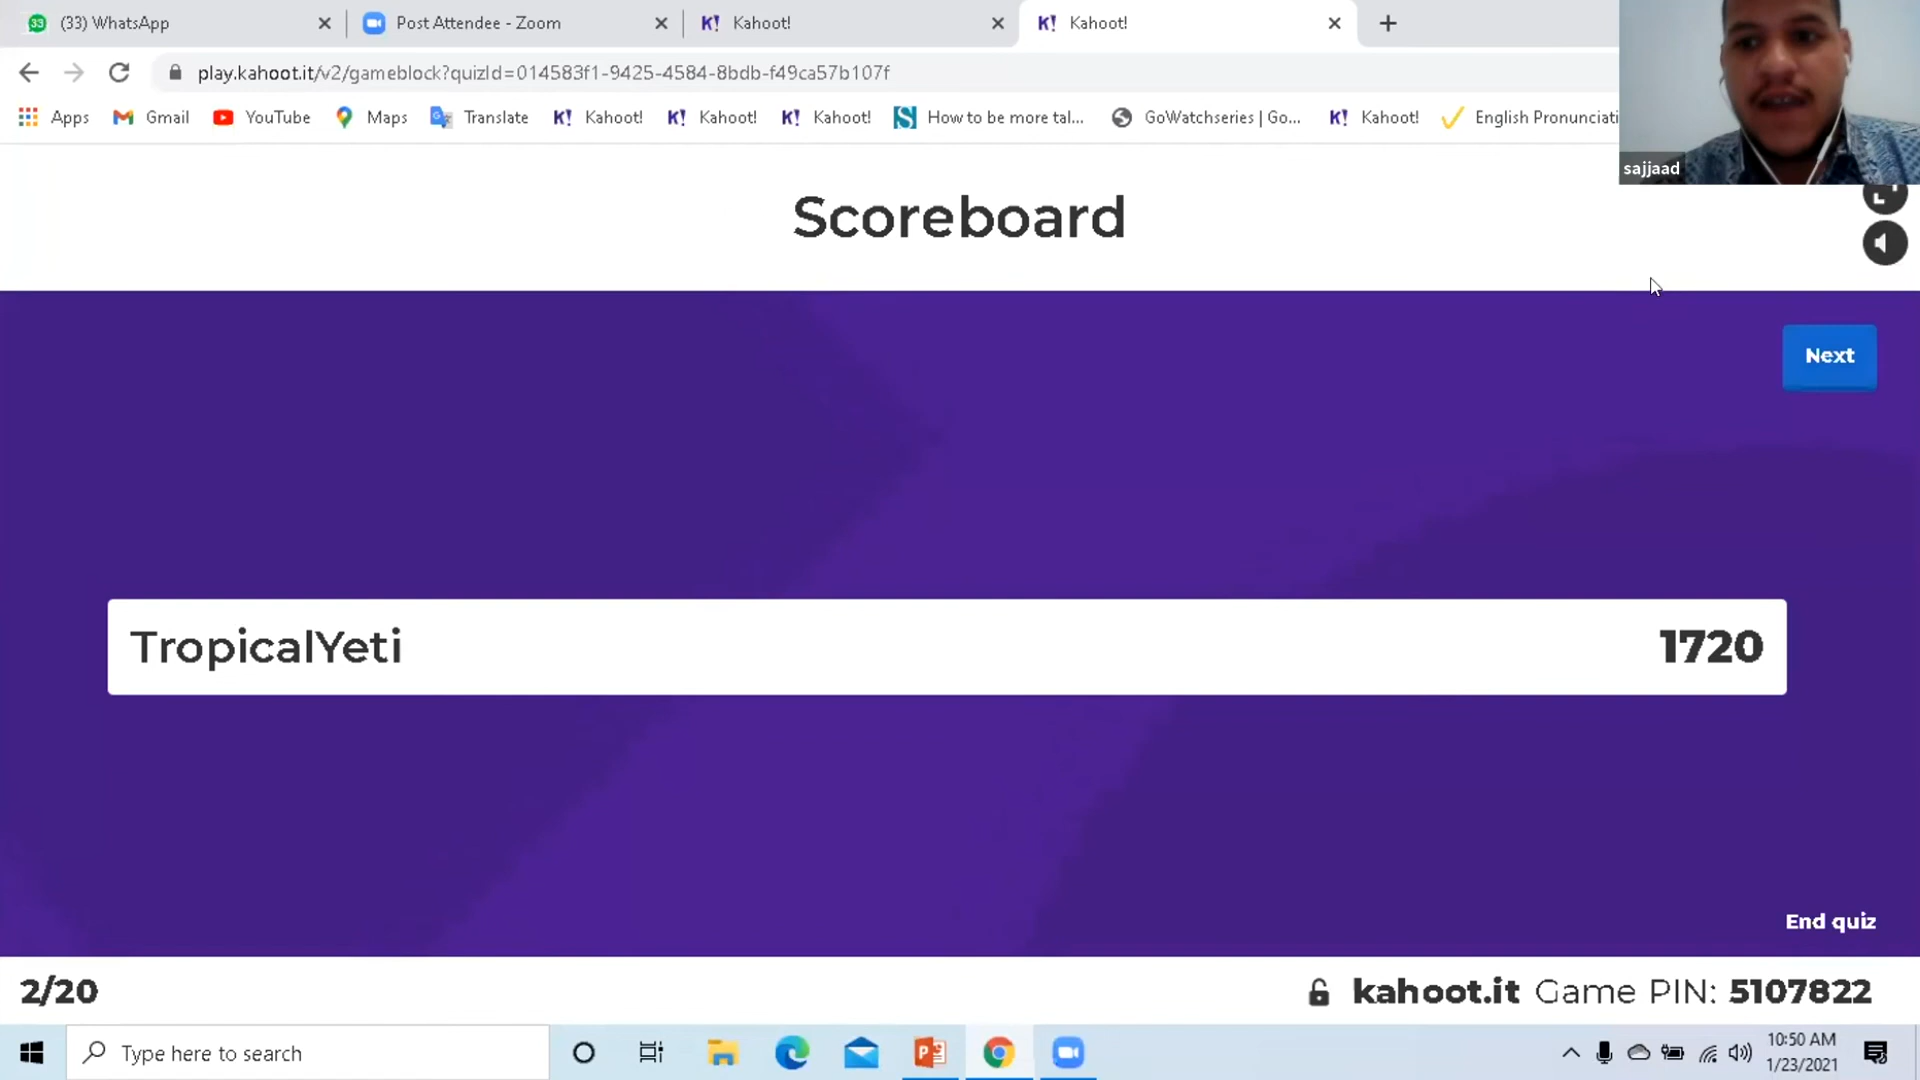 (33) WhatsApp
Post Attendee - Zoom
Kahoot!
Kahoot!
play.kahoot.it/v2/gameblock?quizId=014583f1-9425-4584-8bdb-f49ca57b107f
Apps
Gmail
YouTube
Maps
Translate
Kahoot!
Kahoot!
Kahoot!
How to be more tal...
GoWatchseries | Go...
Kahoot!
English Pronunciati
sajjaad
Scoreboard
Next
TropicalYeti 1720
End quiz
2/20
kahoot.it Game PIN: 5107822
Type here to search
10:50 AM
1/23/2021